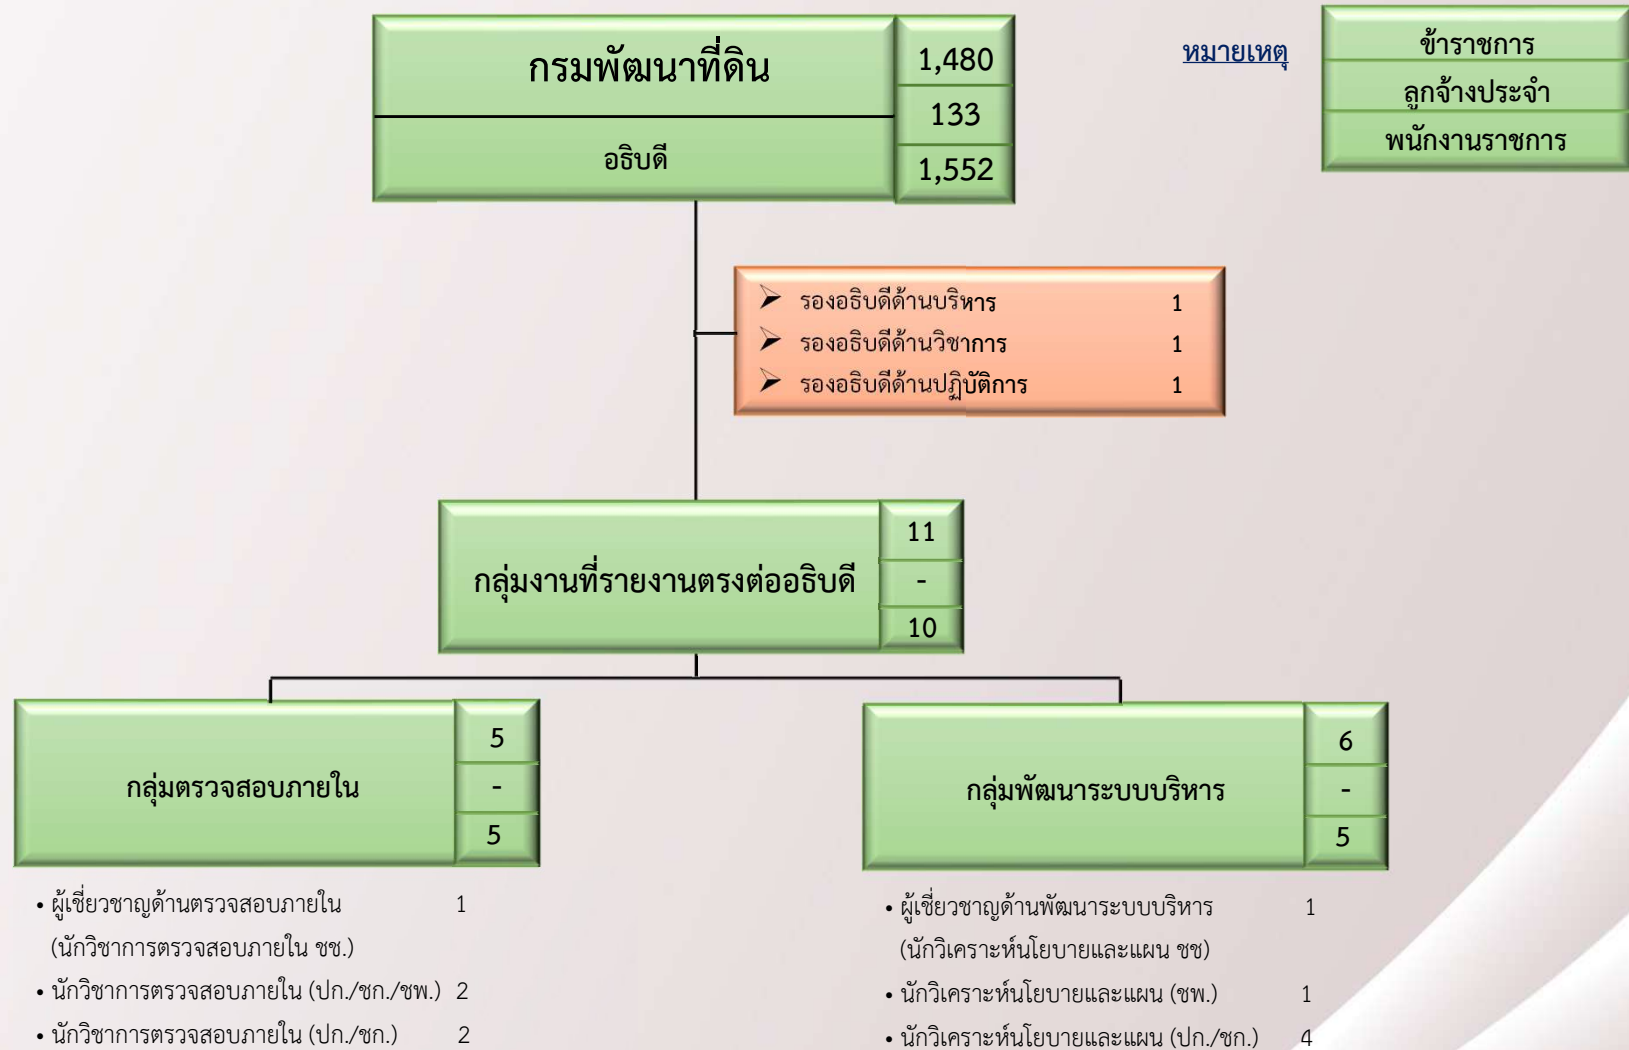 กรมพัฒนาที่ดิน
อธิบดี
1,480
133
1,552
หมายเหตุ
ข้าราชการ
ลูกจ้างประจำ
พนักงานราชการ
➢ รองอธิบดีด้านบริหาร 1
➢ รองอธิบดีด้านวิชาการ 1
➢ รองอธิบดีด้านปฏิบัติการ 1
กลุ่มงานที่รายงานตรงต่ออธิบดี
11
-
10
กลุ่มตรวจสอบภายใน
5
-
5
• ผู้เชี่ยวชาญด้านตรวจสอบภายใน 1
(นักวิชาการตรวจสอบภายใน ชช.)
• นักวิชาการตรวจสอบภายใน (ปก./ชก./ชพ.) 2
• นักวิชาการตรวจสอบภายใน (ปก./ชก.) 2
กลุ่มพัฒนาระบบบริหาร
6
-
5
• ผู้เชี่ยวชาญด้านพัฒนาระบบบริหาร 1
(นักวิเคราะห์นโยบายและแผน ชช)
• นักวิเคราะห์นโยบายและแผน (ชพ.) 1
• นักวิเคราะห์นโยบายและแผน (ปก./ชก.) 4